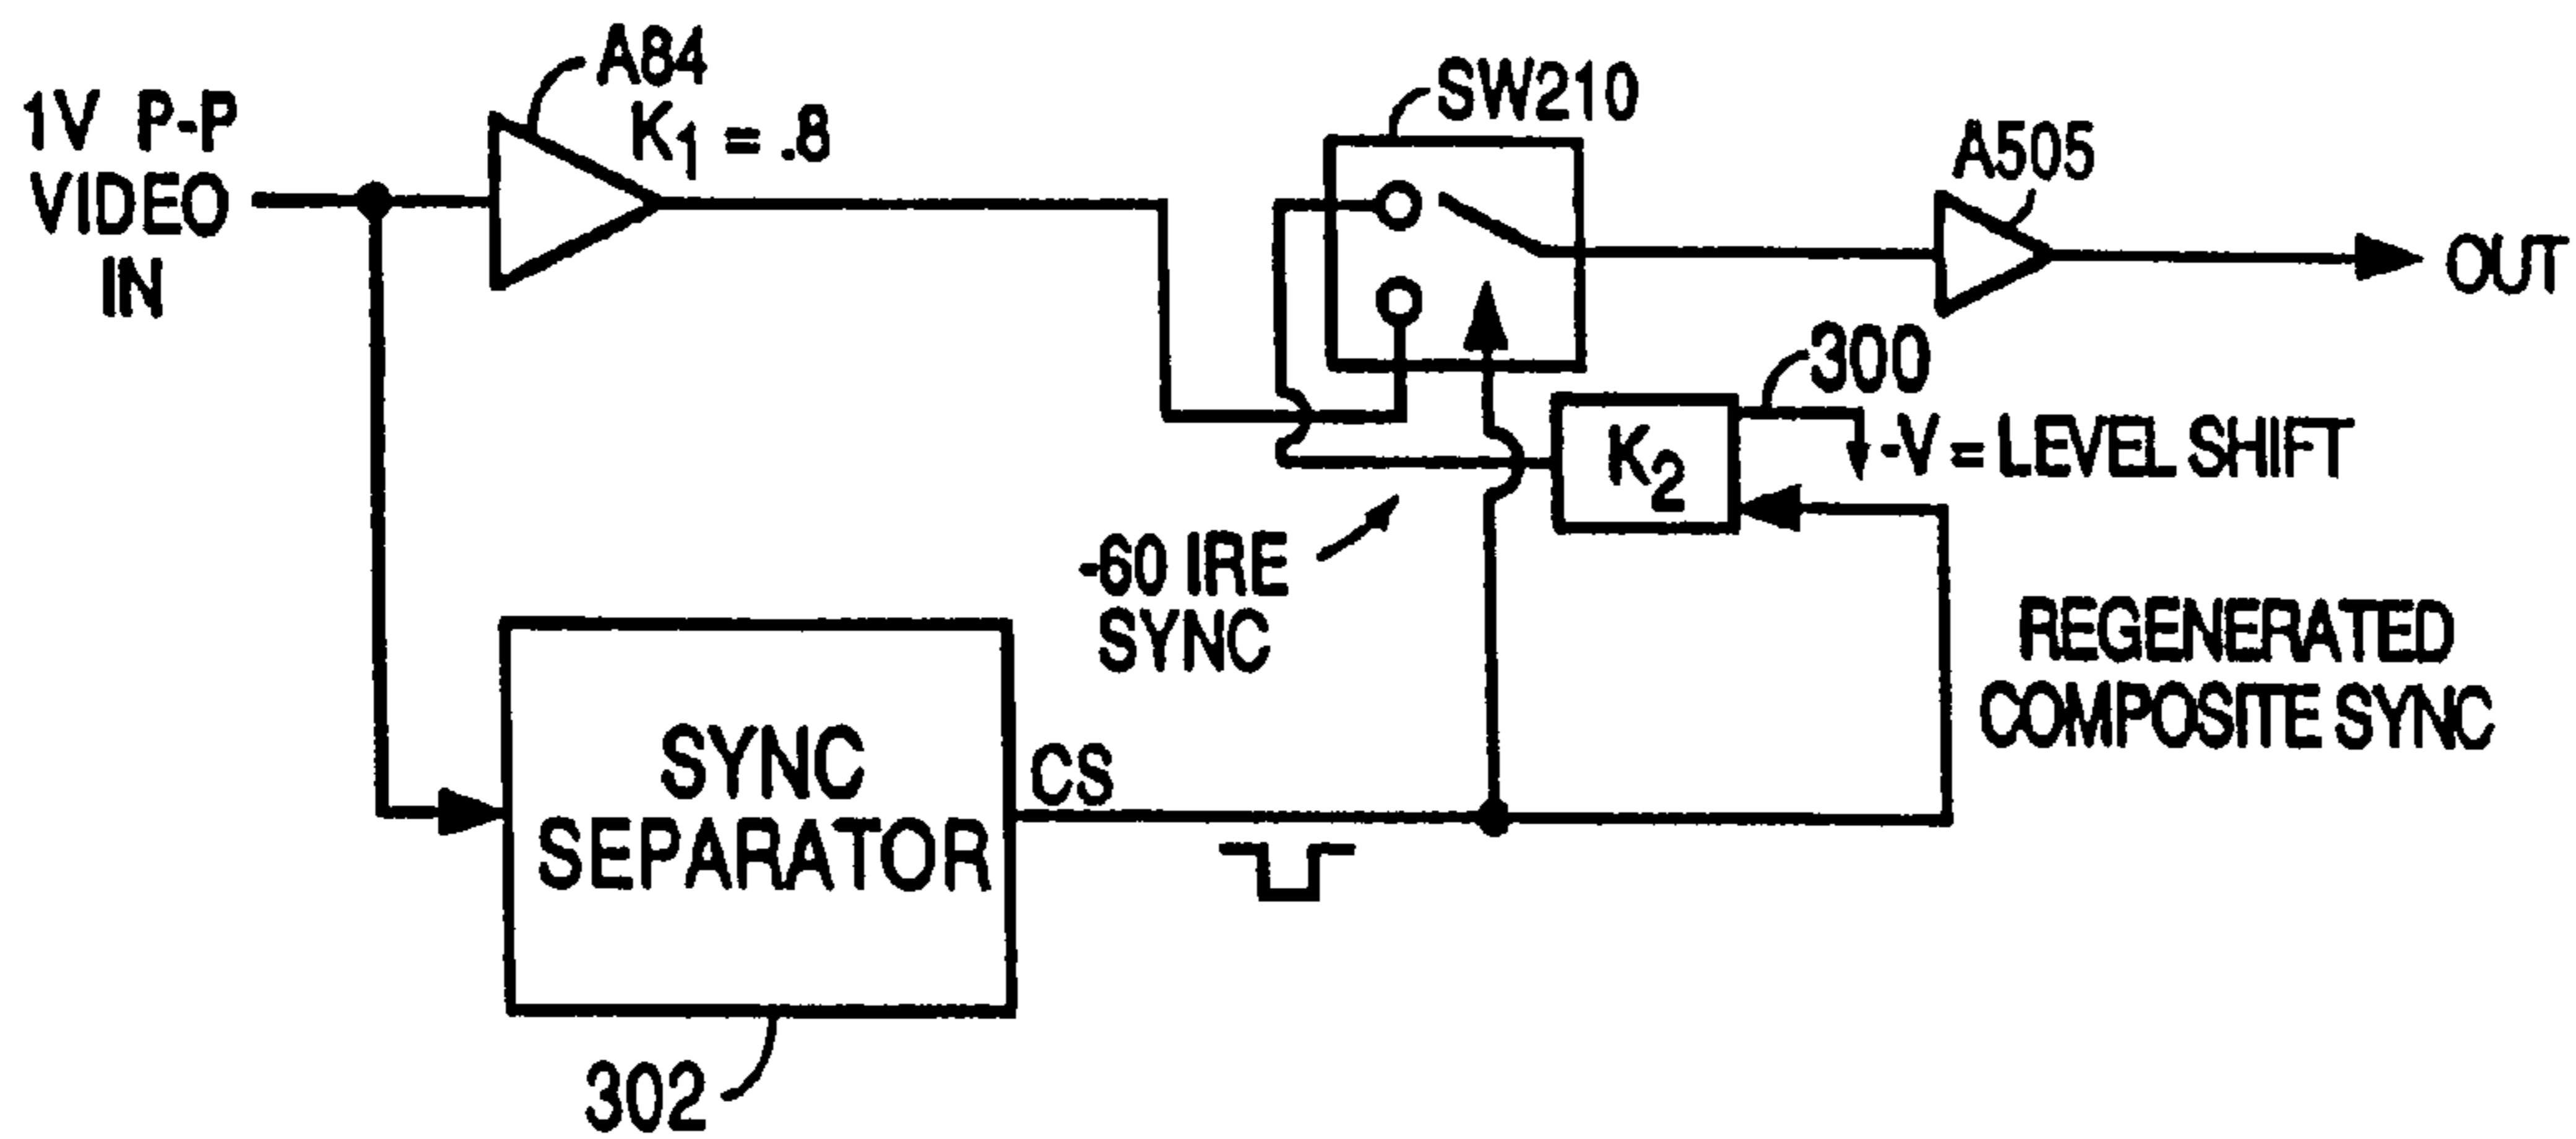 1V P-P
VIDEO
IN
A84
K1 = .8
SW210
A505
OUT
300
K2
-V = LEVEL SHIFT
-60 IRE
SYNC
REGENERATED
COMPOSITE SYNC
SYNC
SEPARATOR
CS
302